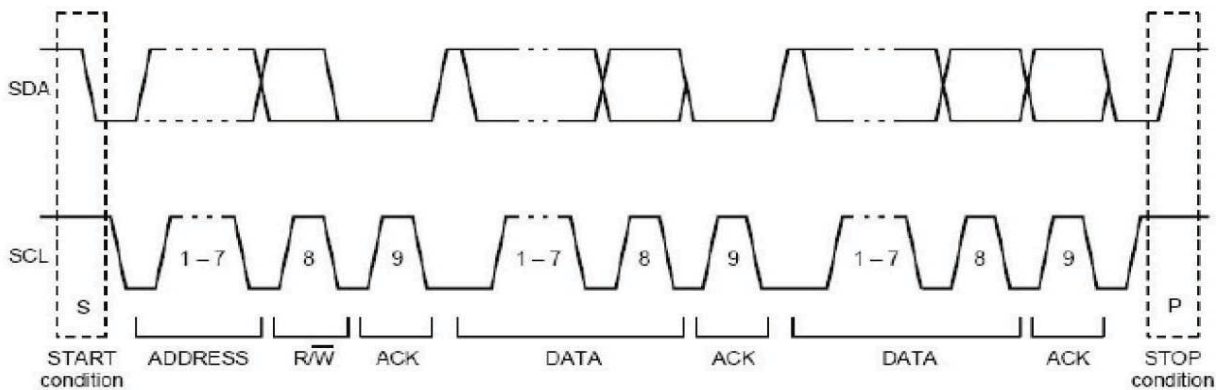 SDA
SCL
1 – 7
8
9
1 – 7
8
9
1 – 7
8
9
S
P
START
condition
ADDRESS
R/W̅
ACK
DATA
ACK
DATA
ACK
STOP
condition